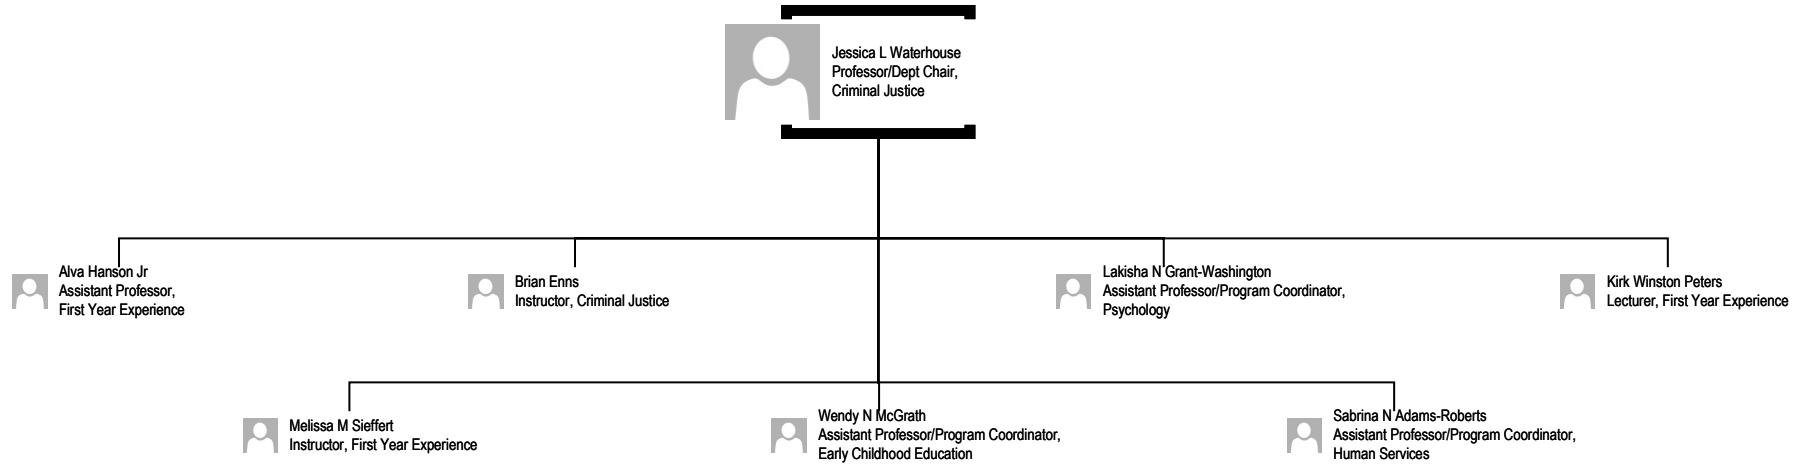 Jessica L Waterhouse
Professor/Dept Chair,
Criminal Justice
Alva Hanson Jr
Assistant Professor,
First Year Experience
Brian Enns
Instructor, Criminal Justice
Lakisha N Grant-Washington
Assistant Professor/Program Coordinator,
Psychology
Kirk Winston Peters
Lecturer, First Year Experience
Melissa M Sieffert
Instructor, First Year Experience
Wendy N McGrath
Assistant Professor/Program Coordinator,
Early Childhood Education
Sabrina N Adams-Roberts
Assistant Professor/Program Coordinator,
Human Services